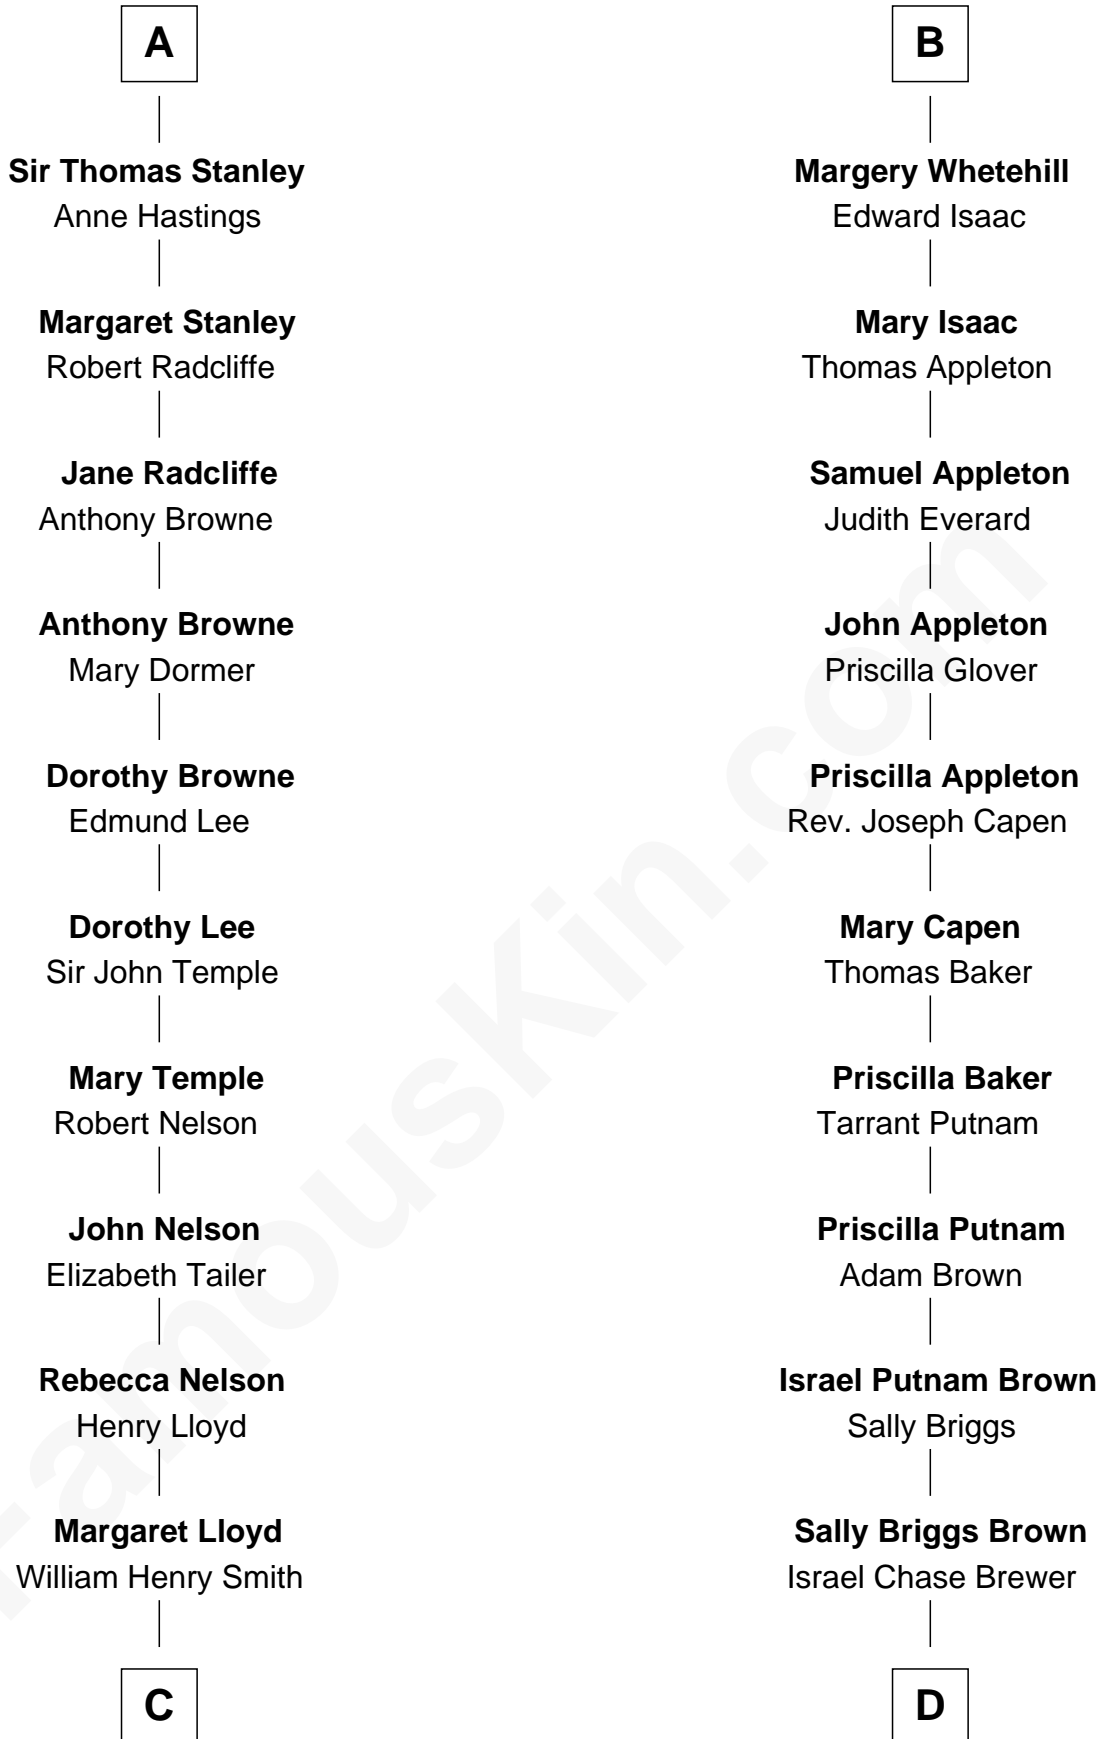 A
Sir Thomas Stanley
Anne Hastings
Margaret Stanley
Robert Radcliffe
Jane Radcliffe
Anthony Browne
Anthony Browne
Mary Dormer
Dorothy Browne
Edmund Lee
Dorothy Lee
Sir John Temple
Mary Temple
Robert Nelson
John Nelson
Elizabeth Tailer
Rebecca Nelson
Henry Lloyd
Margaret Lloyd
William Henry Smith
C
B
Margery Whetehill
Edward Isaac
Mary Isaac
Thomas Appleton
Samuel Appleton
Judith Everard
John Appleton
Priscilla Glover
Priscilla Appleton
Rev. Joseph Capen
Mary Capen
Thomas Baker
Priscilla Baker
Tarrant Putnam
Priscilla Putnam
Adam Brown
Israel Putnam Brown
Sally Briggs
Sally Briggs Brown
Israel Chase Brewer
D
FamousKin.com